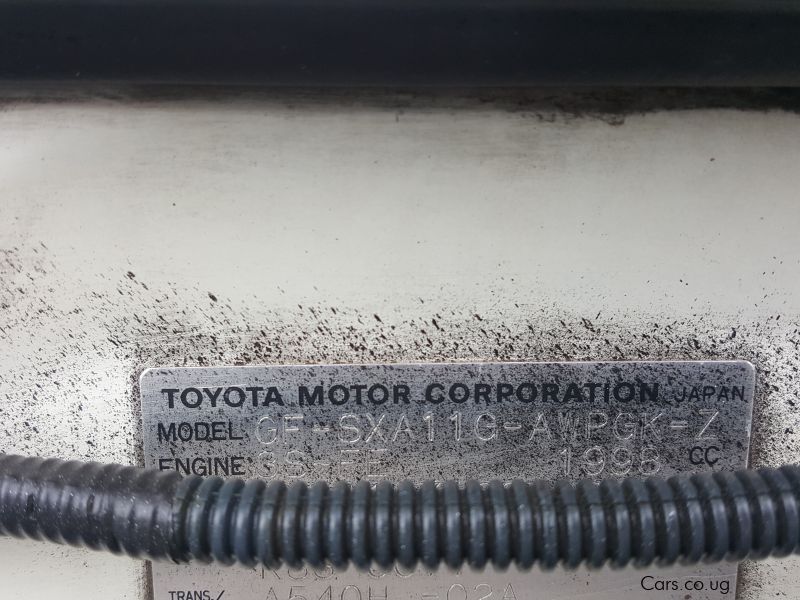 TOYOTA MOTOR CORPORATION JAPAN
MODEL GF-SXA11G-AWPGK-Z
ENGINE 3S-FE 1998 CC
TRANS./ A540H -02A
Cars.co.ug